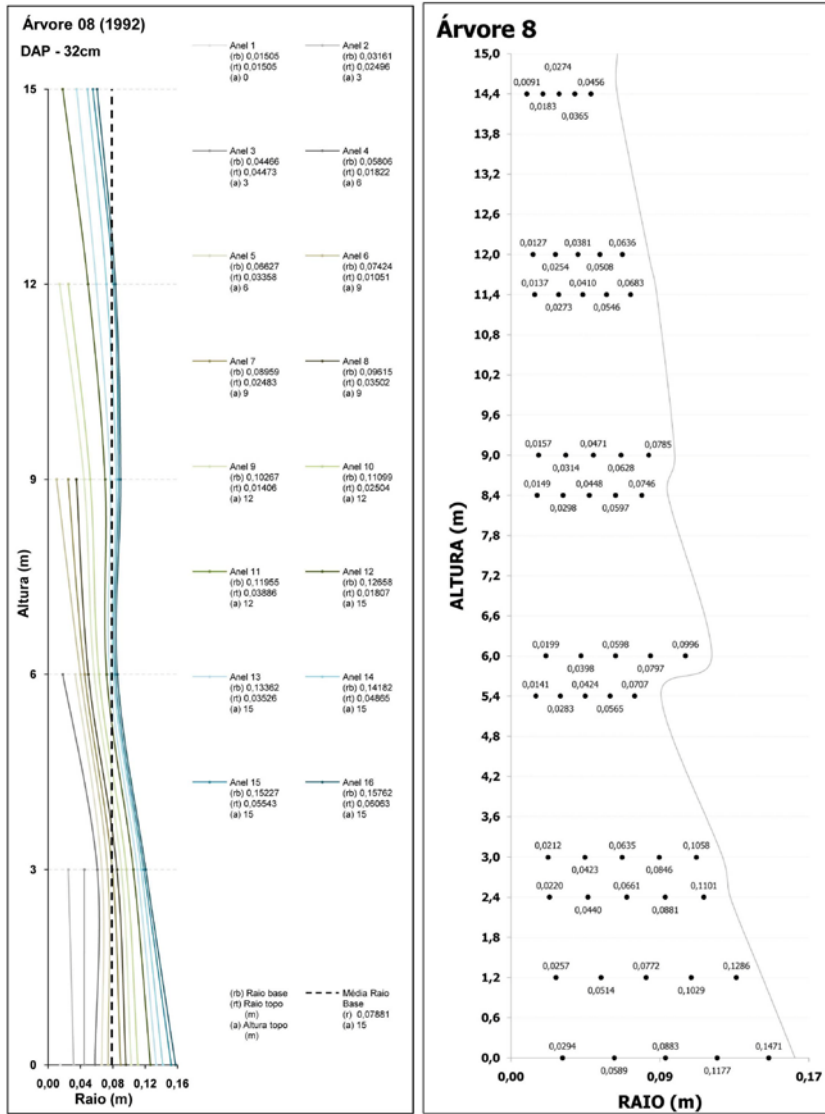 Árvore 08 (1992)
DAP - 32cm
Anel 1
(rb) 0,01505
(rt) 0,01505
(a) 0
Anel 2
(rb) 0,03161
(rt) 0,02496
(a) 3
Anel 3
(rb) 0,04466
(rt) 0,04473
(a) 3
Anel 4
(rb) 0,05806
(rt) 0,01822
(a) 6
Anel 5
(rb) 0,06627
(rt) 0,03358
(a) 6
Anel 6
(rb) 0,07424
(rt) 0,01051
(a) 9
Anel 7
(rb) 0,08959
(rt) 0,02483
(a) 9
Anel 8
(rb) 0,09615
(rt) 0,03502
(a) 9
Anel 9
(rb) 0,10267
(rt) 0,01406
(a) 12
Anel 10
(rb) 0,11099
(rt) 0,02504
(a) 12
Anel 11
(rb) 0,11955
(rt) 0,03886
(a) 12
Anel 12
(rb) 0,12658
(rt) 0,01807
(a) 15
Anel 13
(rb) 0,13362
(rt) 0,03526
(a) 15
Anel 14
(rb) 0,14182
(rt) 0,04865
(a) 15
Anel 15
(rb) 0,15227
(rt) 0,05543
(a) 15
Anel 16
(rb) 0,15762
(rt) 0,06063
(a) 15
(rb) Raio base
(rt) Raio topo
(m)
(a) Altura topo
(m)
Média Raio
Base
(r) 0,07881
(a) 15
15
12
9
6
3
0
Altura (m)
0,00 0,04 0,08 0,12 0,16
Raio (m)
Árvore 8
15,0
14,4
13,8
13,2
12,6
12,0
11,4
10,8
10,2
9,6
9,0
8,4
7,8
7,2
6,6
6,0
5,4
4,8
4,2
3,6
3,0
2,4
1,8
1,2
0,6
0,0
ALTURA (m)
0,0274
0,0091 0,0456
0,0183
0,0365
0,0127 0,0381 0,0636
0,0254 0,0508
0,0137 0,0410 0,0683
0,0273 0,0546
0,0157 0,0471 0,0785
0,0314 0,0628
0,0149 0,0448 0,0746
0,0298 0,0597
0,0199 0,0598 0,0996
0,0398 0,0797
0,0141 0,0424 0,0707
0,0283 0,0565
0,0212 0,0635 0,1058
0,0423 0,0846
0,0220 0,0661 0,1101
0,0440 0,0881
0,0257 0,0772 0,1286
0,0514 0,1029
0,0294 0,0883 0,1471
0,0589 0,1177
0,00 0,09 0,17
RAIO (m)